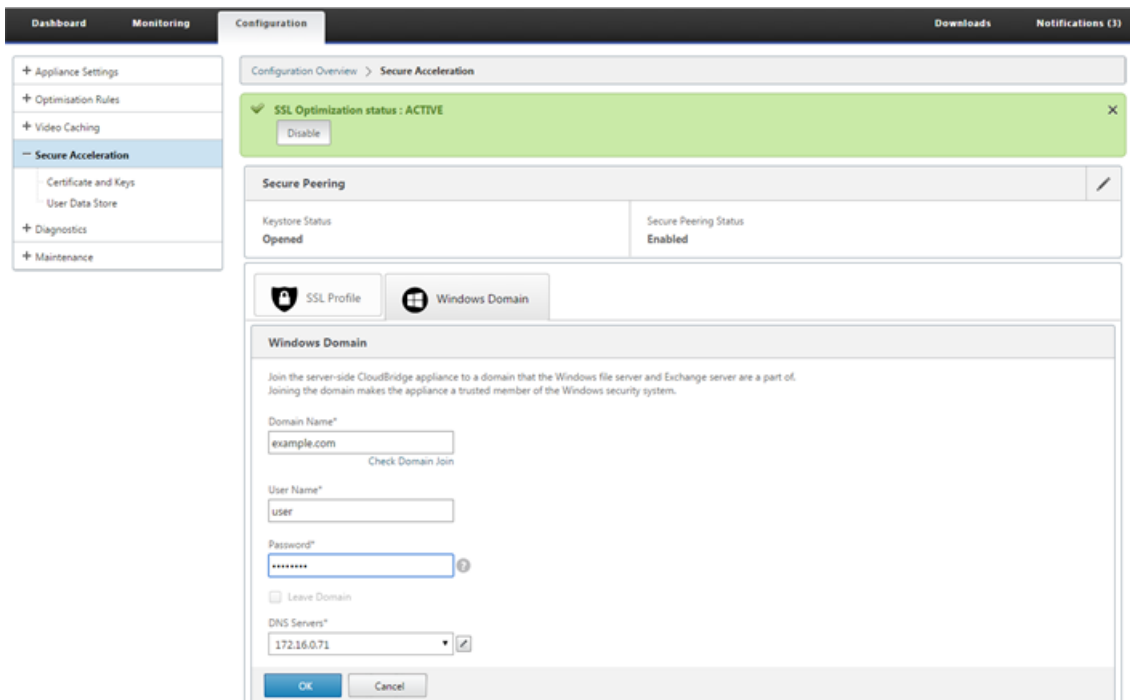 Dashboard Monitoring Configuration Downloads Notifications (3)
+ Appliance Settings
+ Optimisation Rules
+ Video Caching
− Secure Acceleration
Certificate and Keys
User Data Store
+ Diagnostics
+ Maintenance
Configuration Overview > Secure Acceleration
SSL Optimization status : ACTIVE
Disable
Secure Peering
Keystore Status
Opened
Secure Peering Status
Enabled
SSL Profile
Windows Domain
Windows Domain
Join the server-side CloudBridge appliance to a domain that the Windows file server and Exchange server are a part of.
Joining the domain makes the appliance a trusted member of the Windows security system.
Domain Name*
example.com
Check Domain Join
User Name*
user
Password*
••••••••
Leave Domain
DNS Servers*
172.16.0.71
OK Cancel